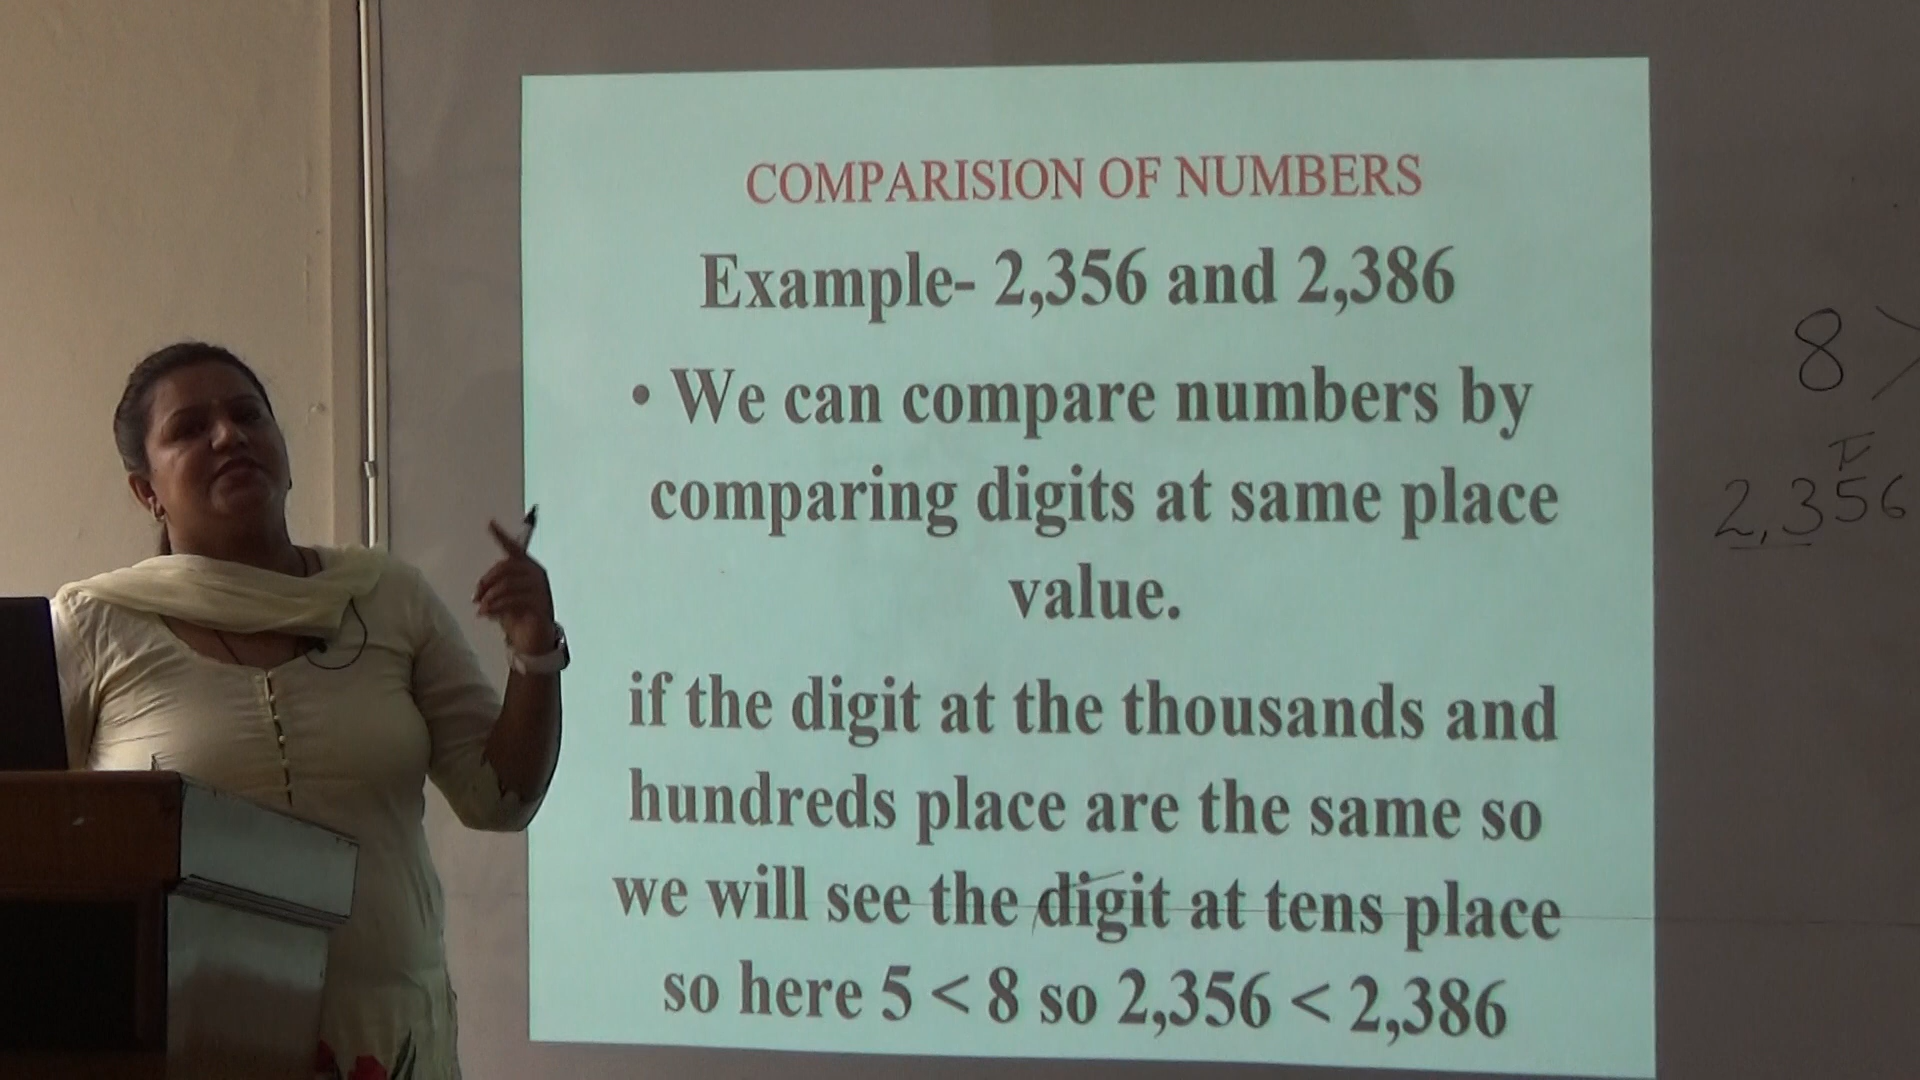 COMPARISION OF NUMBERS
Example- 2,356 and 2,386
• We can compare numbers by
comparing digits at same place
value.
if the digit at the thousands and
hundreds place are the same so
we will see the digit at tens place
so here 5 < 8 so 2,356 < 2,386
8 >
T
2,356